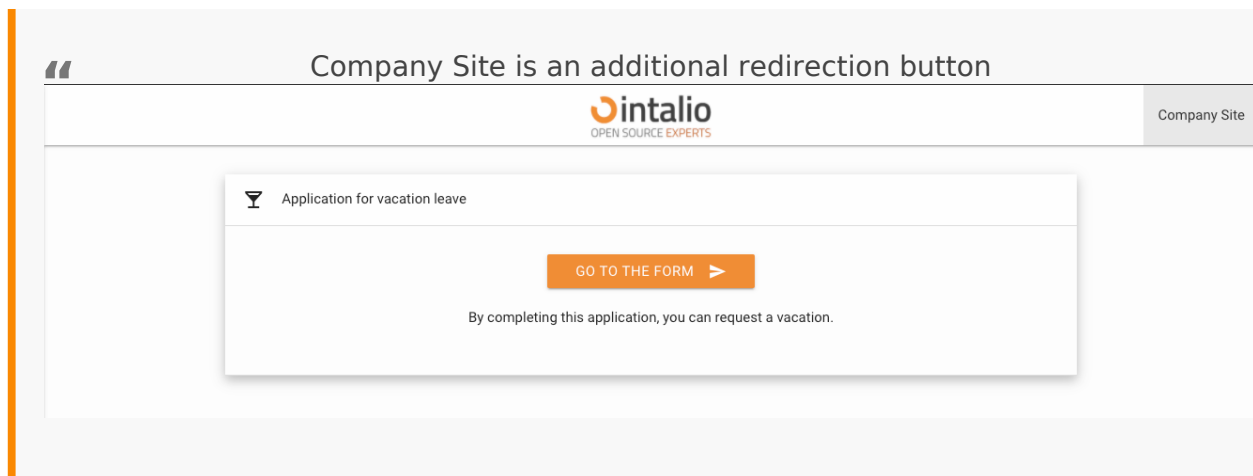 “
Company Site is an additional redirection button
intalio
OPEN SOURCE EXPERTS
Company Site
Application for vacation leave
GO TO THE FORM
By completing this application, you can request a vacation.